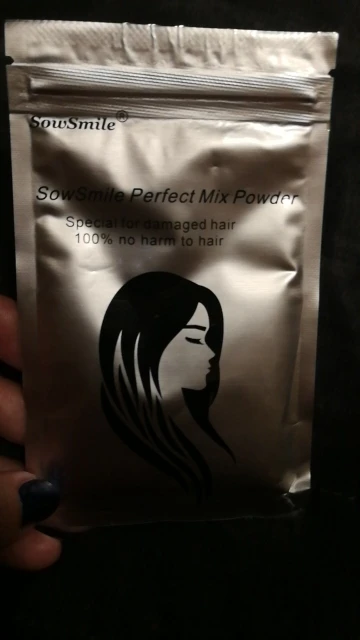 SowSmile®
SowSmile Perfect Mix Powder
Special for damaged hair
100% no harm to hair